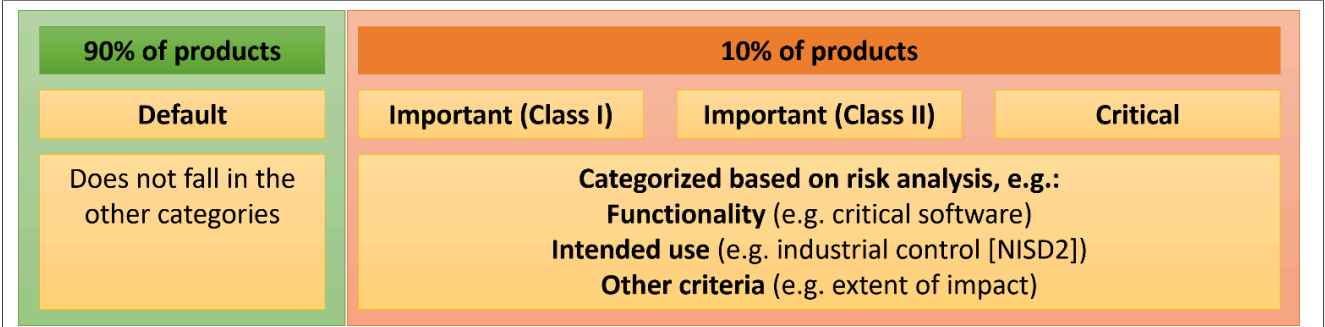 90% of products
10% of products
Default
Important (Class I)
Important (Class II)
Critical
Does not fall in the
other categories
Categorized based on risk analysis, e.g.:
Functionality (e.g. critical software)
Intended use (e.g. industrial control [NISD2])
Other criteria (e.g. extent of impact)